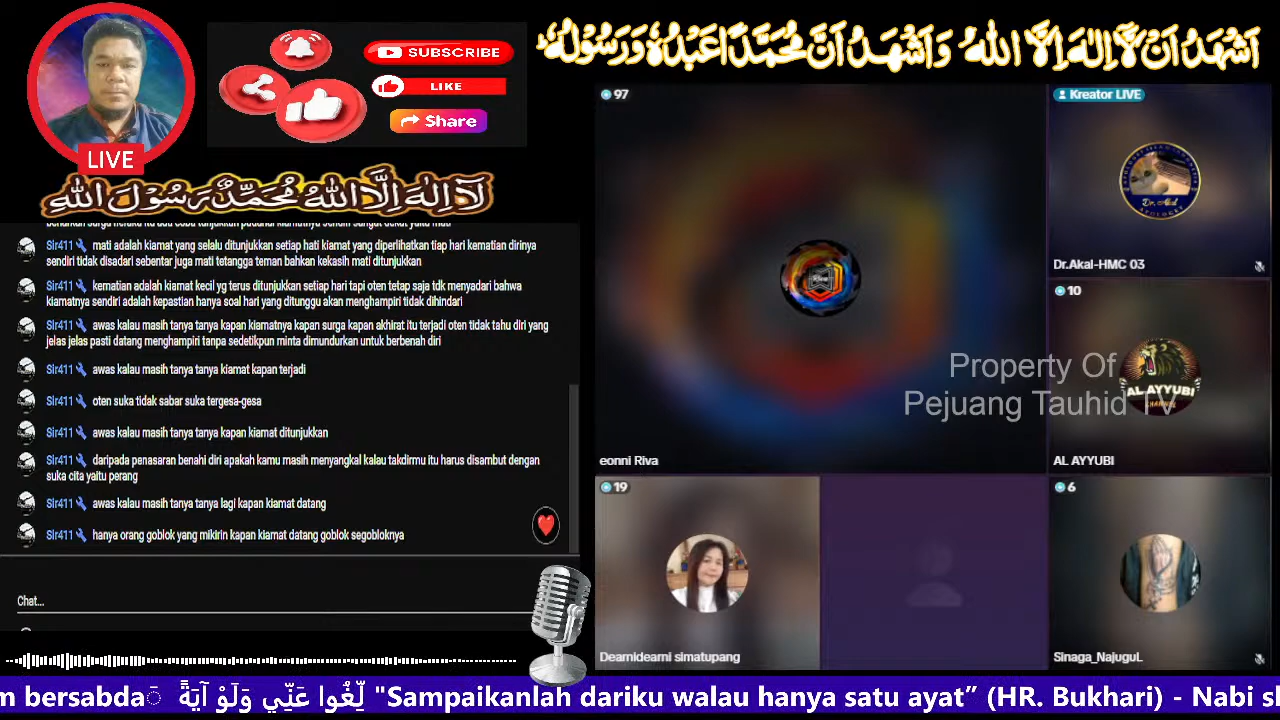 LIVE
SUBSCRIBE
LIKE
Share
اَشْهَدُ اَنْ لَّآ اِلٰهَ اِلَّا اللّٰهُ وَاَشْهَدُ اَنَّ مُحَمَّدًا عَبْدُهٗ وَرَسُوْلُهٗ
لَآ اِلٰهَ اِلَّا اللّٰهُ مُحَمَّدٌ رَسُوْلُ اللّٰهِ
Sir411 mati adalah kiamat yang selalu ditunjukkan setiap hati kiamat yang diperlihatkan tiap hari kematian dirinya
sendiri tidak disadari sebentar juga mati tetangga teman bahkan kekasih mati ditunjukkan
Sir411 kematian adalah kiamat kecil yg terus ditunjukkan setiap hari tapi oten tetap saja tdk menyadari bahwa
kiamatnya sendiri adalah kepastian hanya soal hari yang ditunggu akan menghampiri tidak dihindari
Sir411 awas kalau masih tanya tanya kapan kiamatnya kapan surga kapan akhirat itu terjadi oten tidak tahu diri yang
jelas jelas pasti datang menghampiri tanpa sedetikpun minta dimundurkan untuk berbenah diri
Sir411 awas kalau masih tanya tanya kiamat kapan terjadi
Sir411 oten suka tidak sabar suka tergesa-gesa
Sir411 awas kalau masih tanya tanya kapan kiamat ditunjukkan
Sir411 daripada penasaran benahi diri apakah kamu masih menyangkal kalau takdirmu itu harus disambut dengan
suka cita yaitu perang
Sir411 awas kalau masih tanya tanya lagi kapan kiamat datang
Sir411 hanya orang goblok yang mikirin kapan kiamat datang goblok segobloknya
Chat...
97
eonni Riva
Kreator LIVE
Dr. Akal
Dr.Akal-HMC 03
10
AL AYYUBI
CHANNEL
AL AYYUBI
Property Of
Pejuang Tauhid TV
19
Dearnidearni simatupang
6
Sinaga_NajuguL
m bersabda لِّغُوا عَنِّي وَلَوْ آيَةً "Sampaikanlah dariku walau hanya satu ayat” (HR. Bukhari) - Nabi s